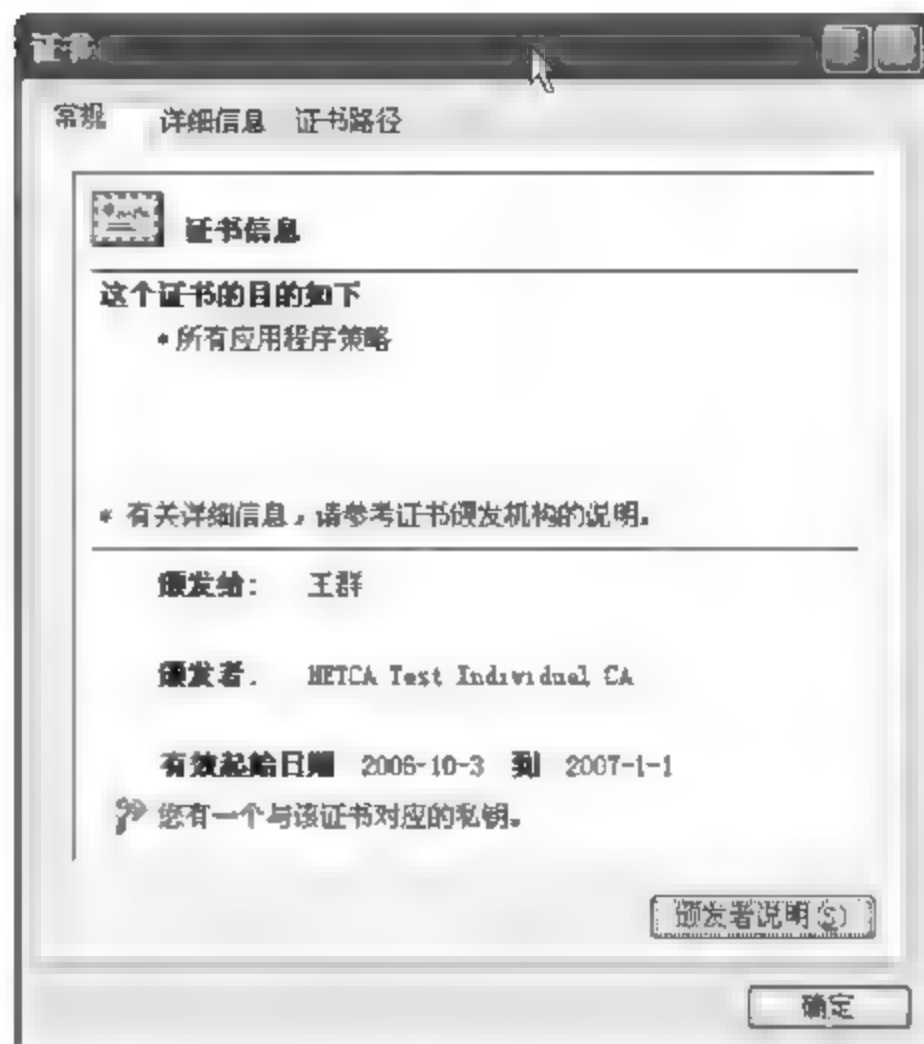 证书
常规 详细信息 证书路径
证书信息
这个证书的目的如下
• 所有应用程序策略
* 有关详细信息，请参考证书颁发机构的说明。
颁发给： 王群
颁发者： NETCA Test Individual CA
有效起始日期 2006-10-3 到 2007-1-1
您有一个与该证书对应的私钥。
颁发者说明(S)
确定